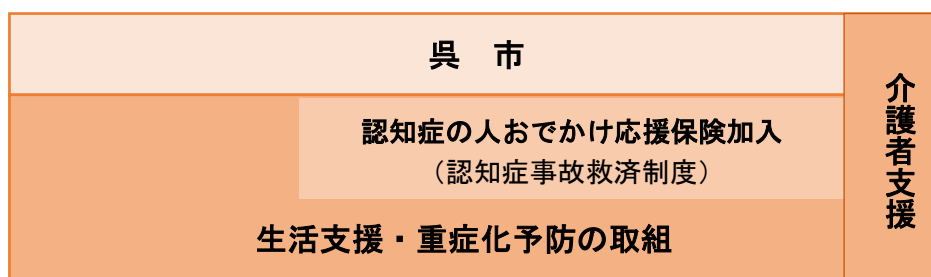 呉　市
認知症の人おでかけ応援保険加入
（認知症事故救済制度）
生活支援・重症化予防の取組
介護者支援